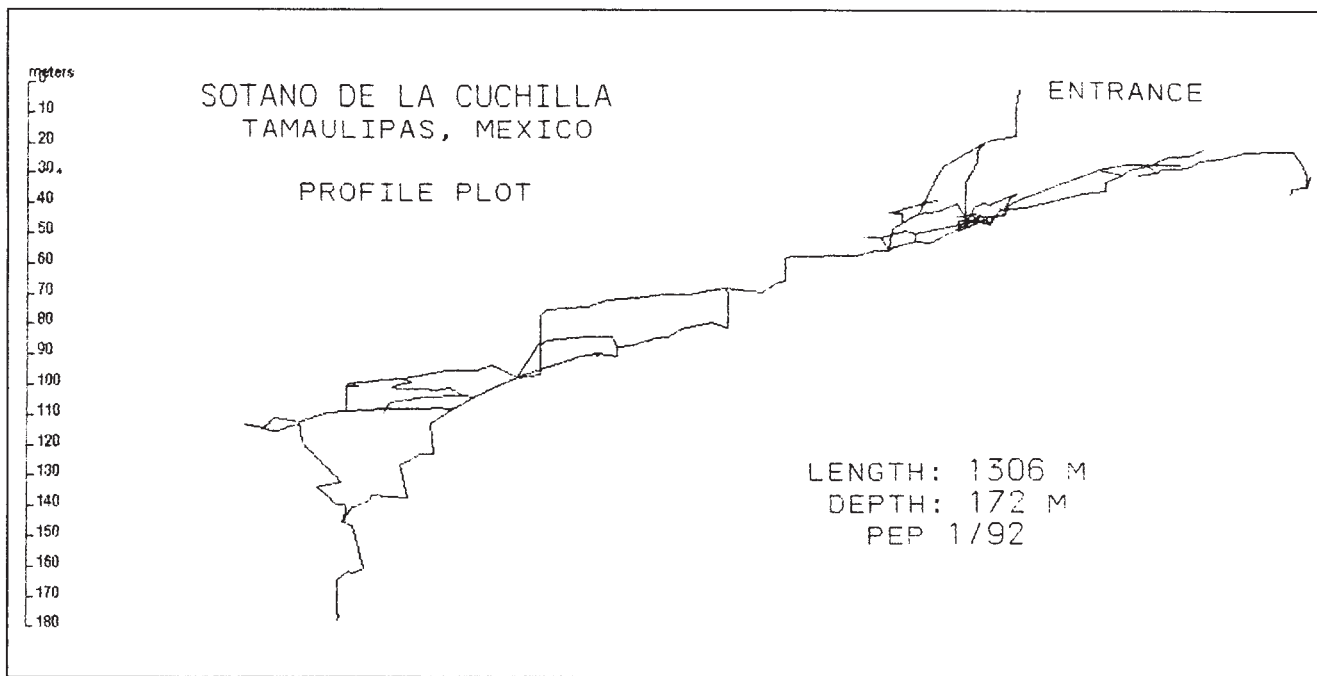 meters
0
10
20
30
40
50
60
70
80
90
100
110
120
130
140
150
160
170
180
SOTANO DE LA CUCHILLA
TAMAULIPAS, MEXICO
PROFILE PLOT
ENTRANCE
LENGTH: 1306 M
DEPTH: 172 M
PEP 1/92